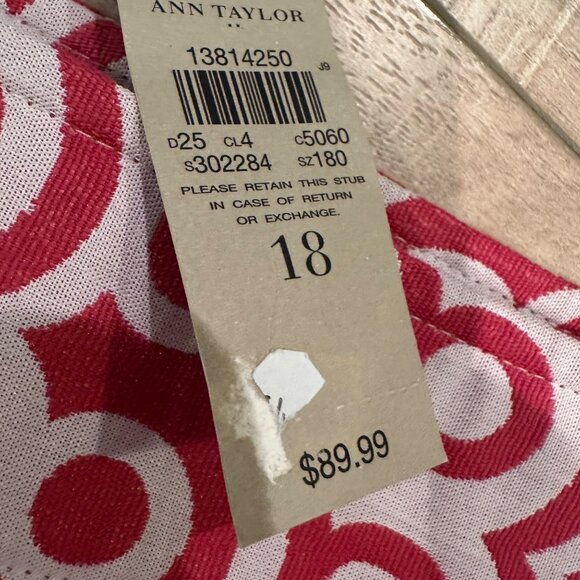 ANN TAYLOR
13814250
J9
D25 CL4 C5060
S302284 SZ180
PLEASE RETAIN THIS STUB
IN CASE OF RETURN
OR EXCHANGE.
18
$89.99